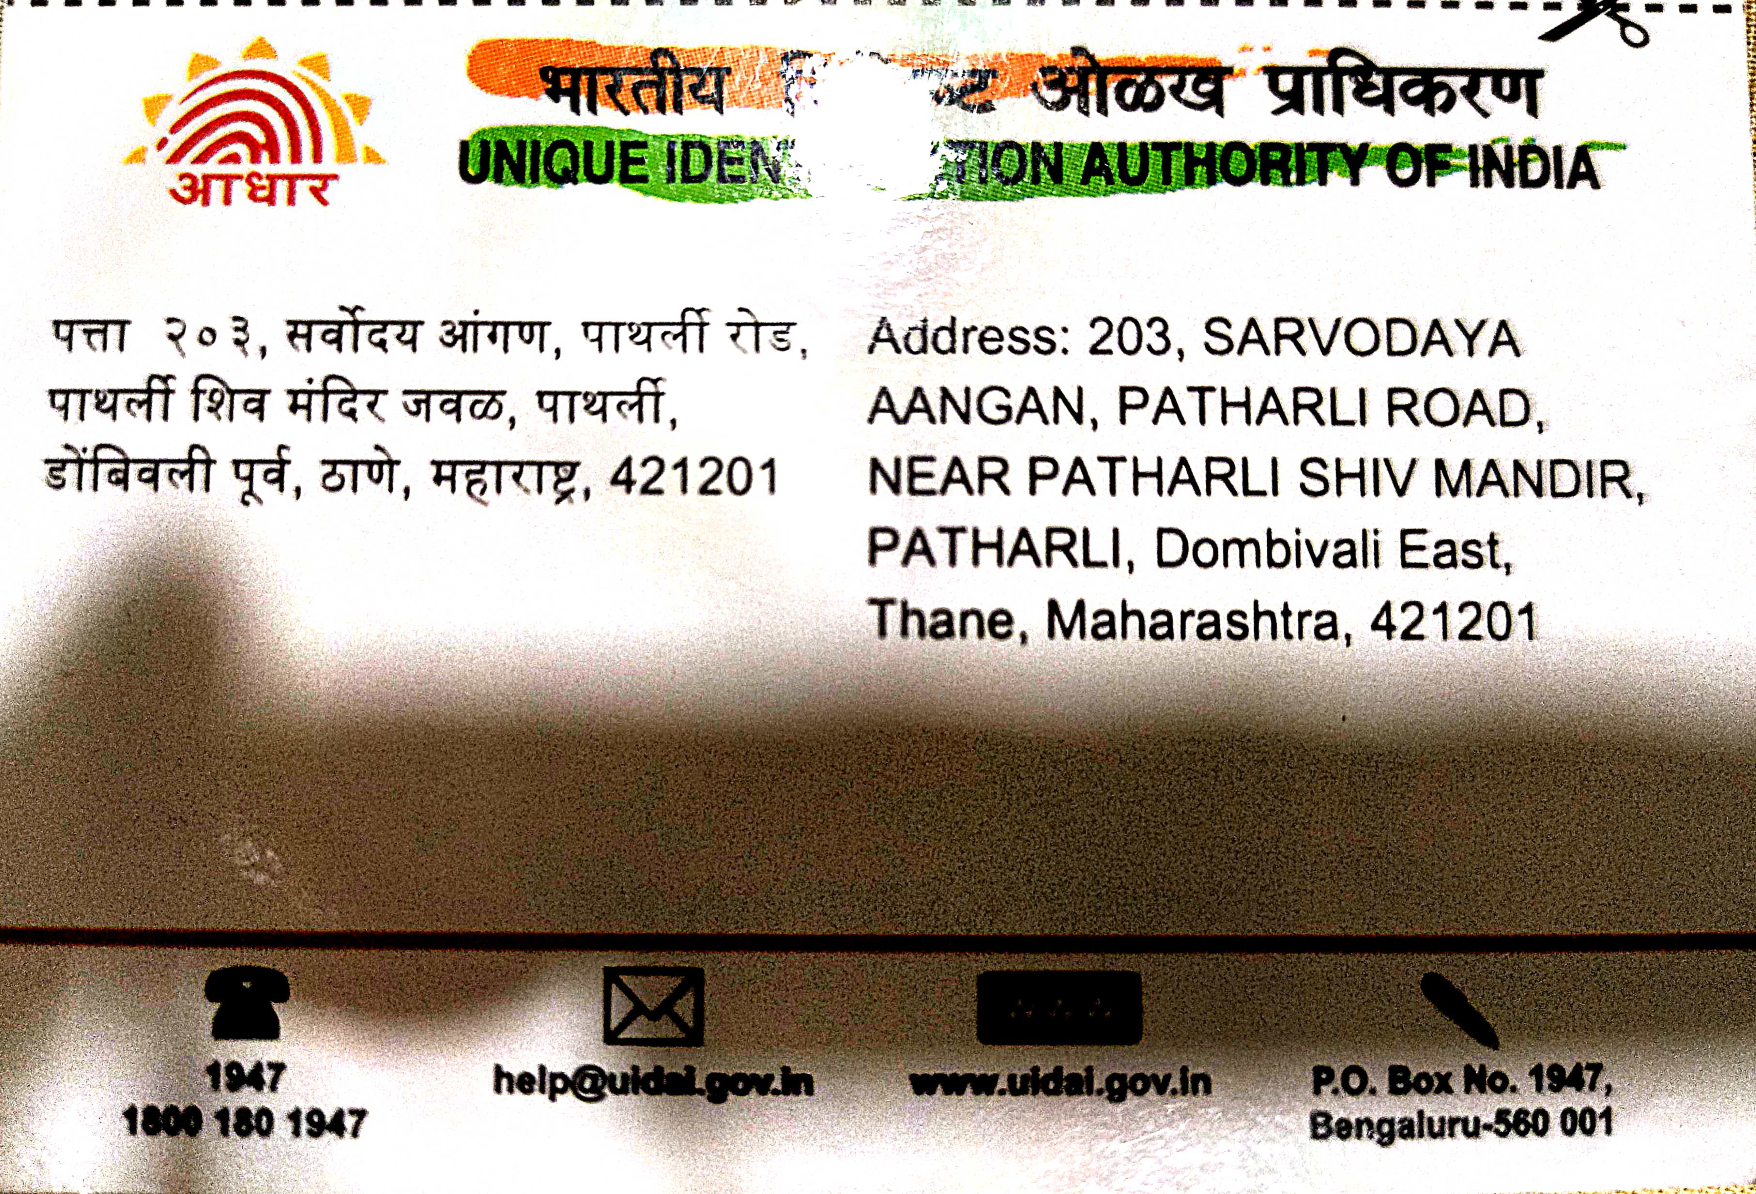 आधार
भारतीय ओळख प्राधिकरण
UNIQUE AUTHORITY OF INDIA
पत्ता २०३, सर्वोदय आंगण, पाथर्ली रोड,
पाथर्ली शिव मंदिर जवळ, पाथर्ली,
डोंबिवली पूर्व, ठाणे, महाराष्ट्र, 421201
Address: 203, SARVODAYA
AANGAN, PATHARLI ROAD,
NEAR PATHARLI SHIV MANDIR,
PATHARLI, Dombivali East,
Thane, Maharashtra, 421201
1947
1800 180 1947
help@uidai.gov.in
www.uidai.gov.in
P.O. Box No. 1947,
Bengaluru-560 001